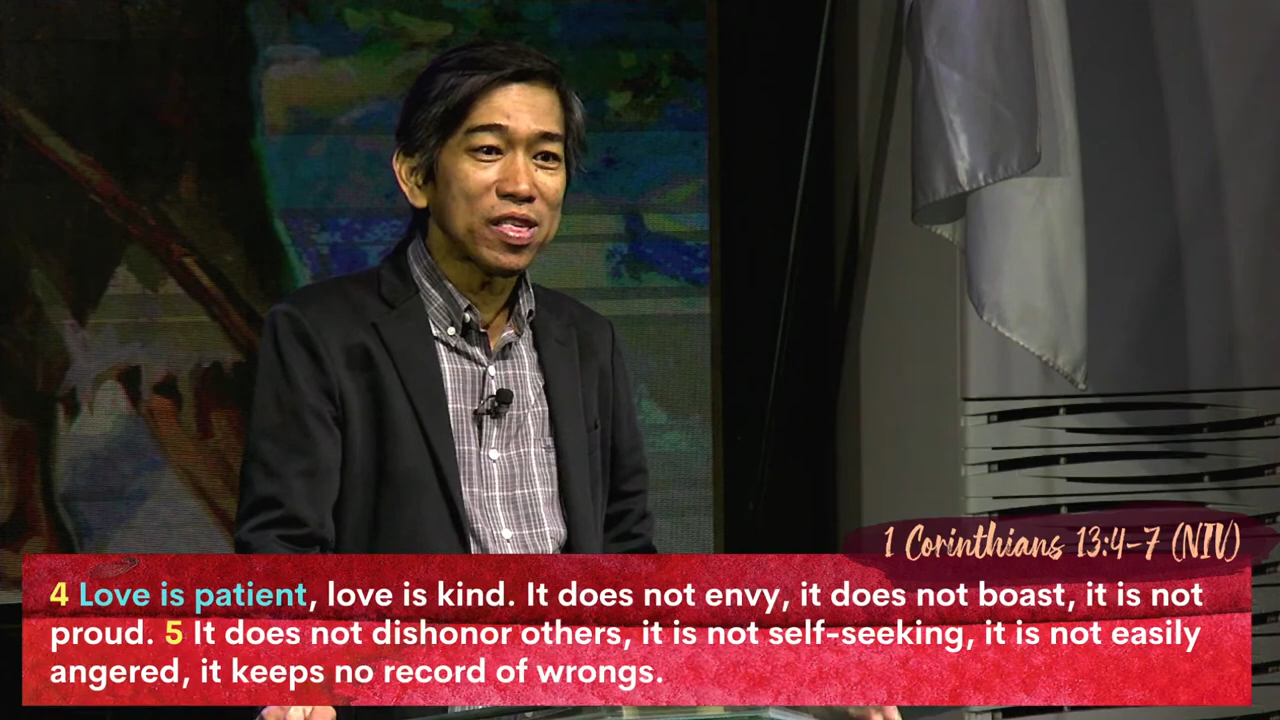 1 Corinthians 13:4-7 (NIV)
4 Love is patient, love is kind. It does not envy, it does not boast, it is not
proud. 5 It does not dishonor others, it is not self-seeking, it is not easily
angered, it keeps no record of wrongs.